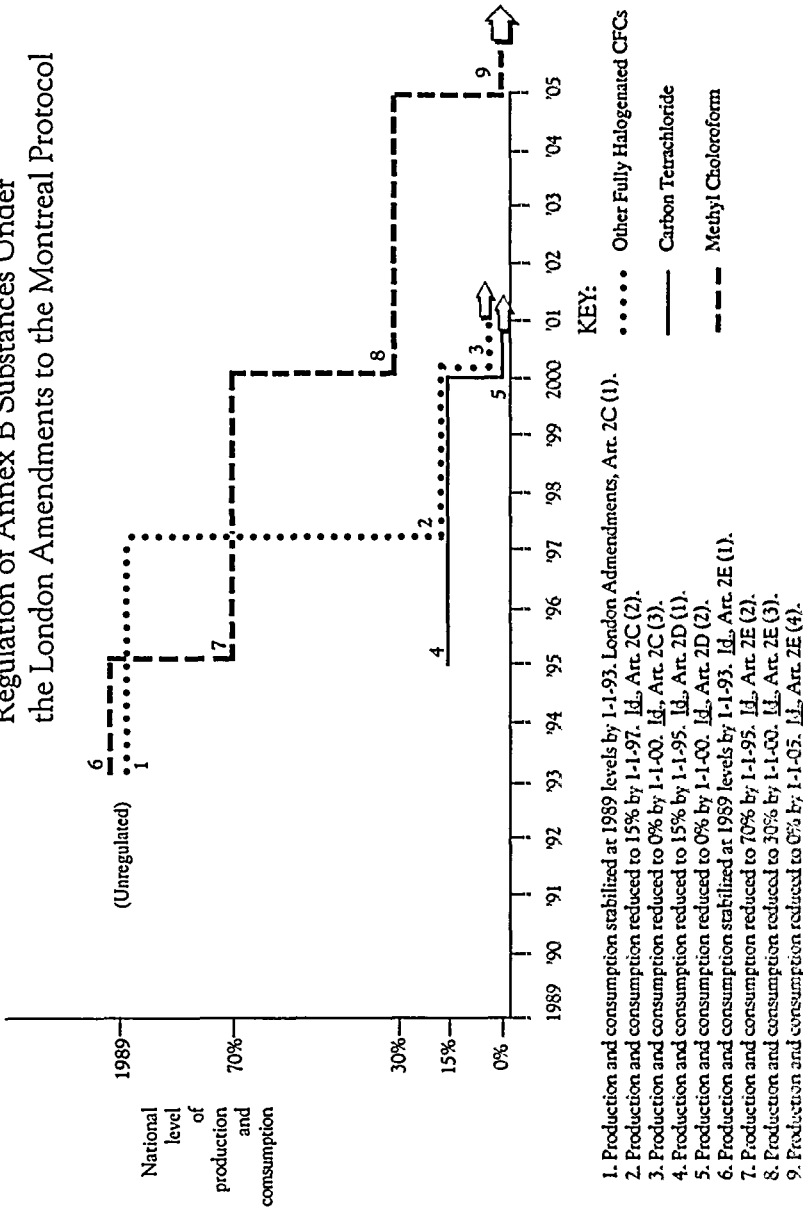 Regulation of Annex B Substances Under
the London Amendments to the Montreal Protocol
National
level
of
production
and
comsumption
1989
70%
30%
15%
0%
(Unregulated)
6
1
7
4
2
8
3
5
9
1989 '90 '91 '92 '93 '94 '95 '96 '97 '98 '99 2000 '01 '02 '03 '04 '05
KEY:
Other Fully Halogenated CFCs
Carbon Tetrachloride
Methyl Choloroform
1. Production and consumption stabilized at 1989 levels by 1-1-93. London Admendments, Art. 2C (1).
2. Production and consumption reduced to 15% by 1-1-97. Id., Art. 2C (2).
3. Production and consumption reduced to 0% by 1-1-00. Id., Art. 2C (3).
4. Production and consumption reduced to 15% by 1-1-95. Id., Art. 2D (1).
5. Production and consumption reduced to 0% by 1-1-00. Id., Art. 2D (2).
6. Production and consumption stabilized at 1989 levels by 1-1-93. Id., Art. 2E (1).
7. Production and consumption reduced to 70% by 1-1-95. Id., Art. 2E (2).
8. Production and consumption reduced to 30% by 1-1-00. Id., Art. 2E (3).
9. Production and consumption reduced to 0% by 1-1-05. Id., Art. 2E (4).